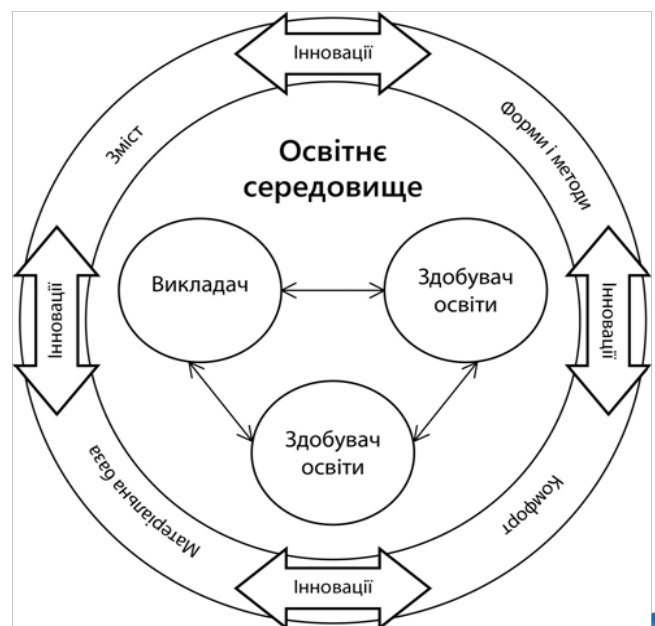 Інновації
Зміст
Форми і методи
Освітнє
середовище
Викладач
Здобувач
освіти
Інновації
Інновації
Здобувач
освіти
Матеріальна база
Комфорт
Інновації